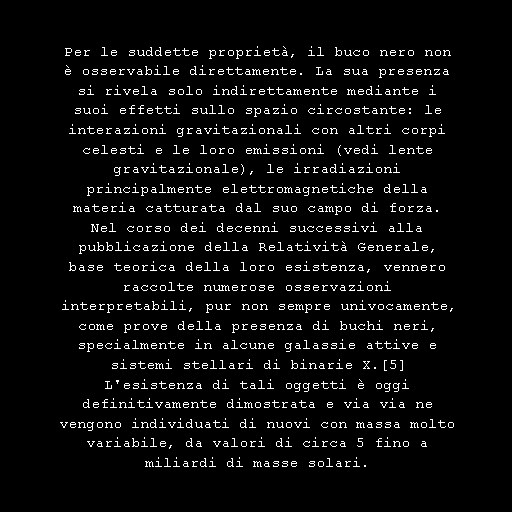 Per le suddette proprietà, il buco nero non
è osservabile direttamente. La sua presenza
si rivela solo indirettamente mediante i
suoi effetti sullo spazio circostante: le
interazioni gravitazionali con altri corpi
celesti e le loro emissioni (vedi lente
gravitazionale), le irradiazioni
principalmente elettromagnetiche della
materia catturata dal suo campo di forza.
Nel corso dei decenni successivi alla
pubblicazione della Relatività Generale,
base teorica della loro esistenza, vennero
raccolte numerose osservazioni
interpretabili, pur non sempre univocamente,
come prove della presenza di buchi neri,
specialmente in alcune galassie attive e
sistemi stellari di binarie X.[5]
L'esistenza di tali oggetti è oggi
definitivamente dimostrata e via via ne
vengono individuati di nuovi con massa molto
variabile, da valori di circa 5 fino a
miliardi di masse solari.